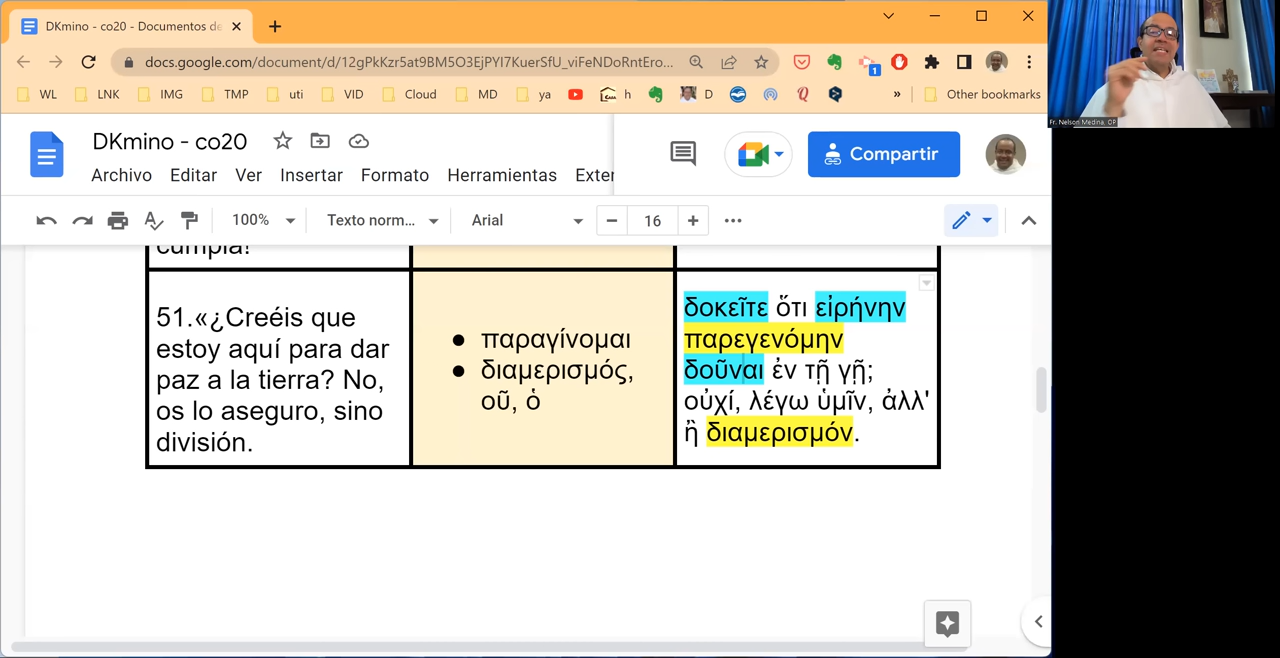 DKmino - co20 - Documentos de
docs.google.com/document/d/12gPkKzr5at9BM5O3EjPYI7KuerSfU_viFeNDoRntEro...
1
WL LNK IMG TMP uti VID Cloud MD ya h D » Other bookmarks
Fr. Nelson Medina, OP
DKmino - co20
Compartir
Archivo Editar Ver Insertar Formato Herramientas Exter
100% Texto norm... Arial 16
cumpla!
51.«¿Creéis que
estoy aquí para dar
paz a la tierra? No,
os lo aseguro, sino
división.
● παραγίνομαι
● διαμερισμός,
οῦ, ὁ
δοκεῖτε ὅτι εἰρήνην
παρεγενόμην
δοῦναι ἐν τῇ γῇ;
οὐχί, λέγω ὑμῖν, ἀλλ'
ἢ διαμερισμόν.